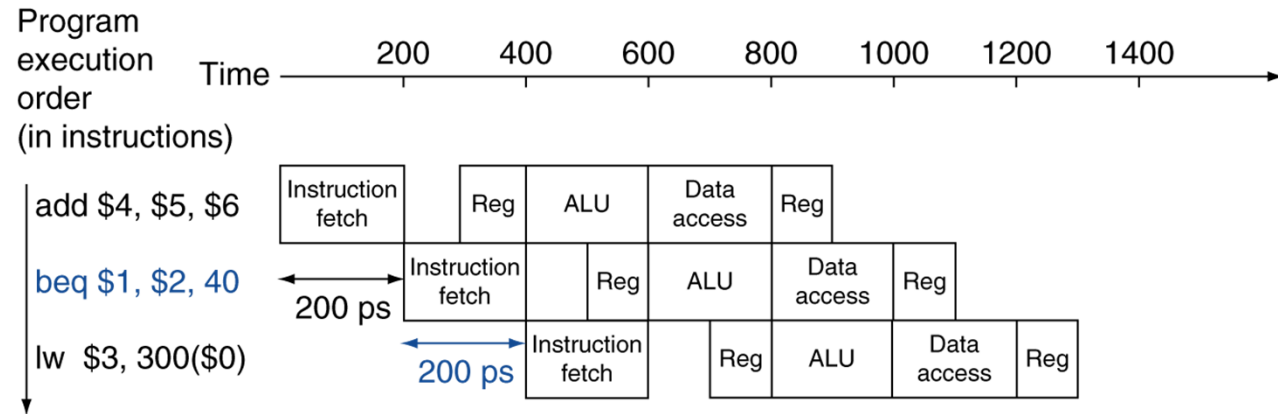 Program
execution
order
(in instructions)
Time
200 400 600 800 1000 1200 1400
add $4, $5, $6
Instruction
fetch
Reg
ALU
Data
access
Reg
beq $1, $2, 40
200 ps
Instruction
fetch
Reg
ALU
Data
access
Reg
lw $3, 300($0)
200 ps
Instruction
fetch
Reg
ALU
Data
access
Reg